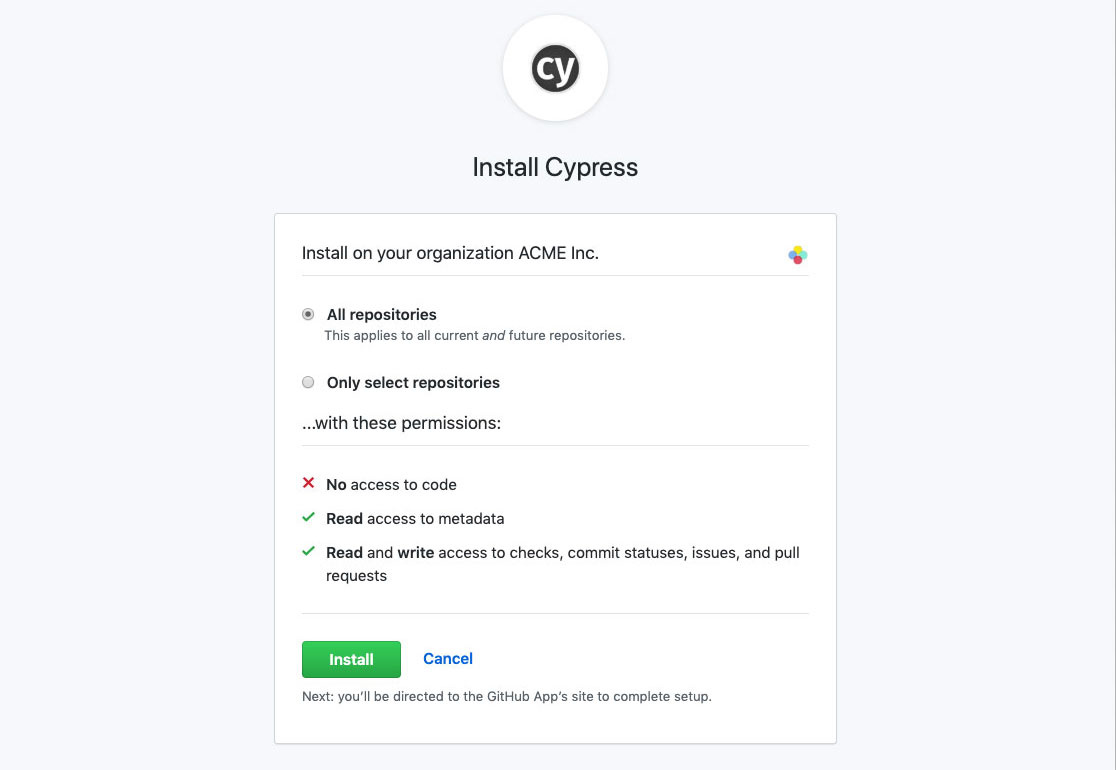 cy
Install Cypress
Install on your organization ACME Inc.
All repositories
This applies to all current and future repositories.
Only select repositories
...with these permissions:
No access to code
Read access to metadata
Read and write access to checks, commit statuses, issues, and pull
requests
Install
Cancel
Next: you’ll be directed to the GitHub App’s site to complete setup.